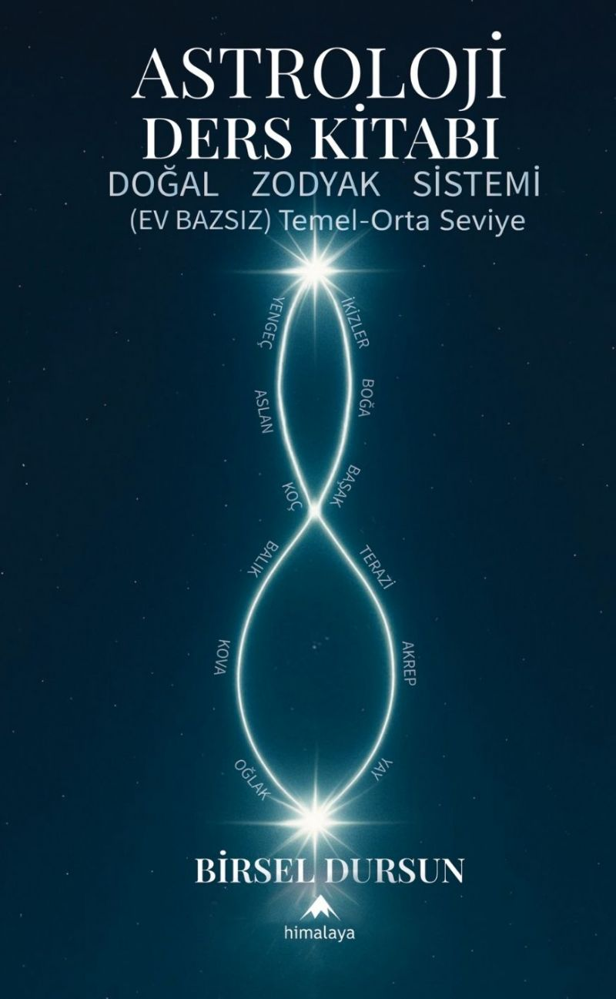 ASTROLOJİ
DERS KİTABI
DOĞAL ZODYAK SİSTEMİ
(EV BAZSIZ) Temel-Orta Seviye
YENGEÇ
İKİZLER
ASLAN
BOĞA
KOÇ
BAŞAK
BALIK
TERAZİ
KOVA
AKREP
OĞLAK
YAY
BİRSEL DURSUN
himalaya